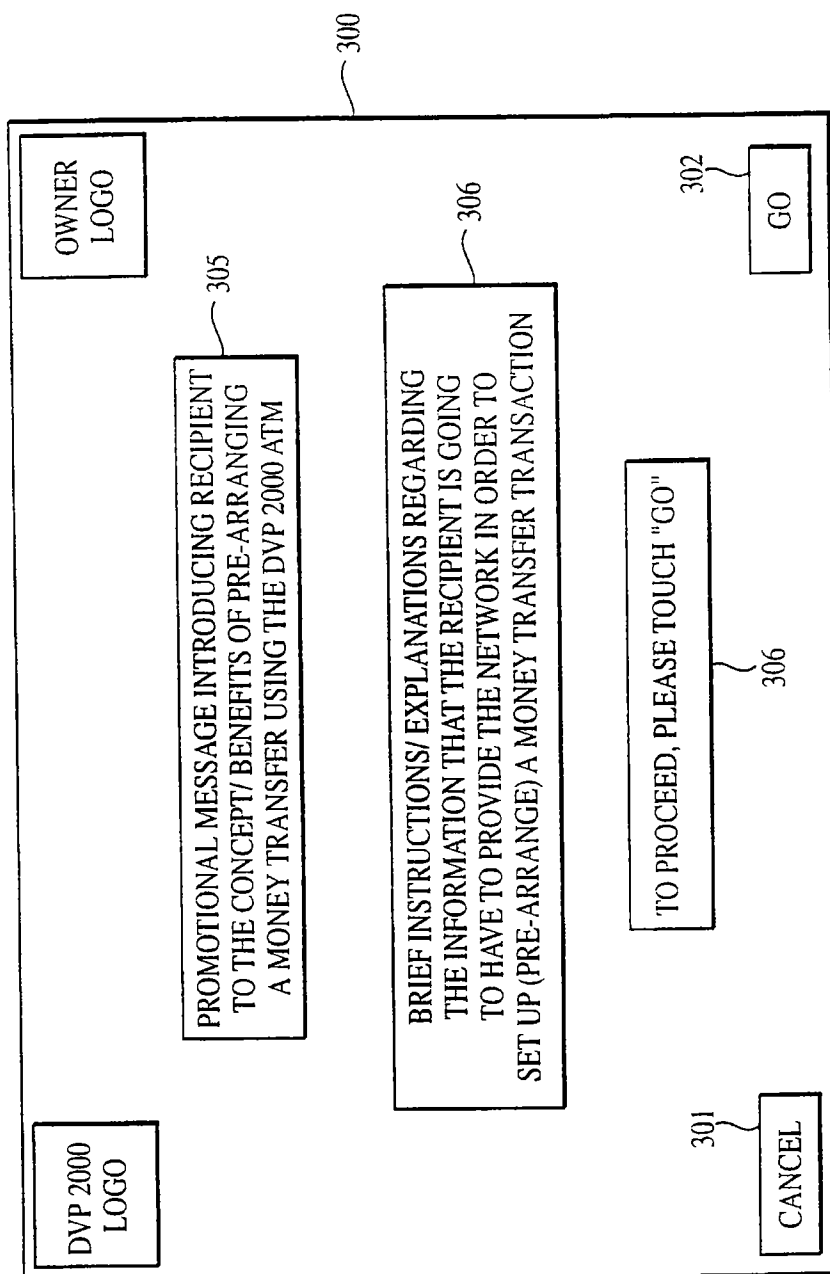 DVP 2000
LOGO
OWNER
LOGO
300
PROMOTIONAL MESSAGE INTRODUCING RECIPIENT
TO THE CONCEPT/ BENEFITS OF PRE-ARRANGING
A MONEY TRANSFER USING THE DVP 2000 ATM
305
BRIEF INSTRUCTIONS/ EXPLANATIONS REGARDING
THE INFORMATION THAT THE RECIPIENT IS GOING
TO HAVE TO PROVIDE THE NETWORK IN ORDER TO
SET UP (PRE-ARRANGE) A MONEY TRANSFER TRANSACTION
306
TO PROCEED, PLEASE TOUCH "GO"
306
301
CANCEL
302
GO